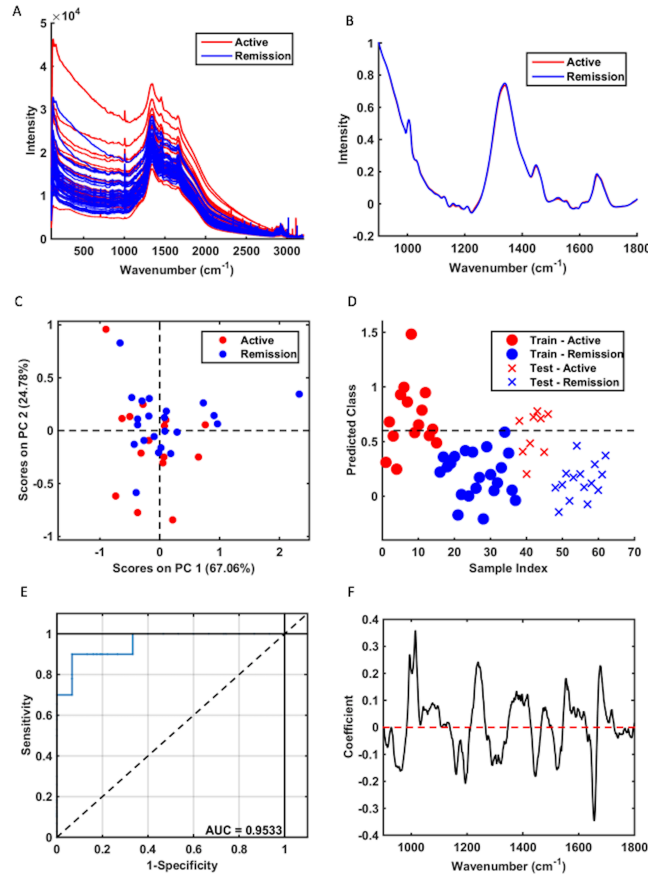 A
5 ×10⁴
4
3
2
1
0
Intensity
500 1000 1500 2000 2500 3000
Wavenumber (cm⁻¹)
Active
Remission
B
1
0.8
0.6
0.4
0.2
0
-0.2
Intensity
1000 1200 1400 1600 1800
Wavenumber (cm⁻¹)
Active
Remission
C
1
0.5
0
-0.5
-1
Scores on PC 2 (24.78%)
-1 0 1 2
Scores on PC 1 (67.06%)
Active
Remission
D
1.5
1
0.5
0
Predicted Class
0 10 20 30 40 50 60 70
Sample Index
Train - Active
Train - Remission
Test - Active
Test - Remission
E
1
0.8
0.6
0.4
0.2
0
Sensitivity
0 0.2 0.4 0.6 0.8 1
1-Specificity
AUC = 0.9533
F
0.4
0.3
0.2
0.1
0
-0.1
-0.2
-0.3
-0.4
Coefficient
1000 1200 1400 1600 1800
Wavenumber (cm⁻¹)